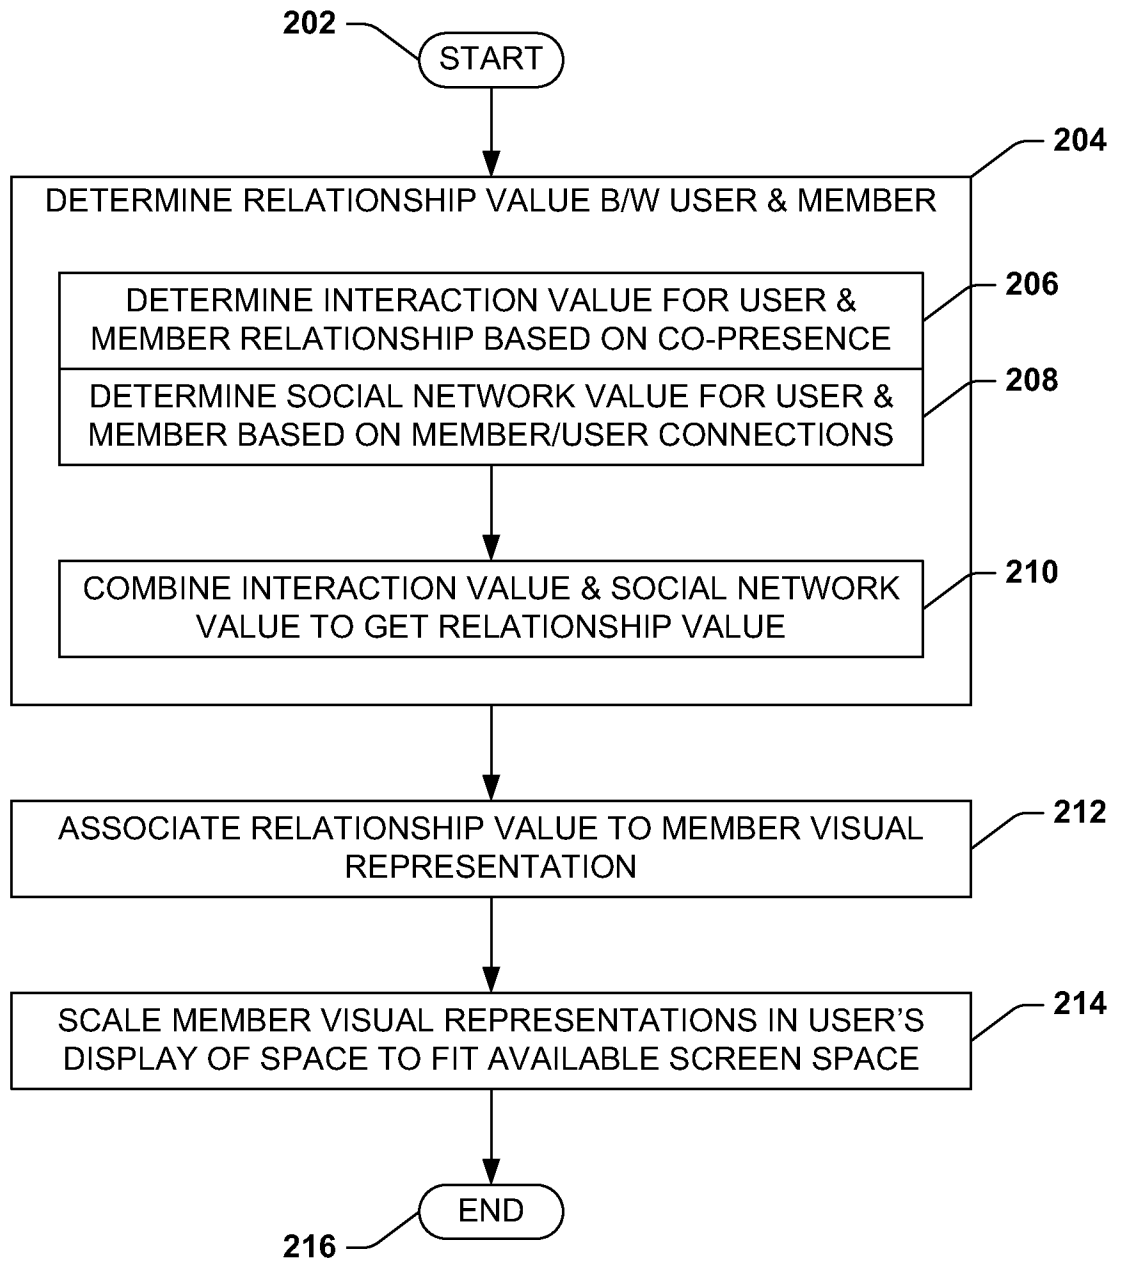 202
START
204
DETERMINE RELATIONSHIP VALUE B/W USER & MEMBER
206
DETERMINE INTERACTION VALUE FOR USER &
MEMBER RELATIONSHIP BASED ON CO-PRESENCE
208
DETERMINE SOCIAL NETWORK VALUE FOR USER &
MEMBER BASED ON MEMBER/USER CONNECTIONS
210
COMBINE INTERACTION VALUE & SOCIAL NETWORK
VALUE TO GET RELATIONSHIP VALUE
212
ASSOCIATE RELATIONSHIP VALUE TO MEMBER VISUAL
REPRESENTATION
214
SCALE MEMBER VISUAL REPRESENTATIONS IN USER’S
DISPLAY OF SPACE TO FIT AVAILABLE SCREEN SPACE
END
216